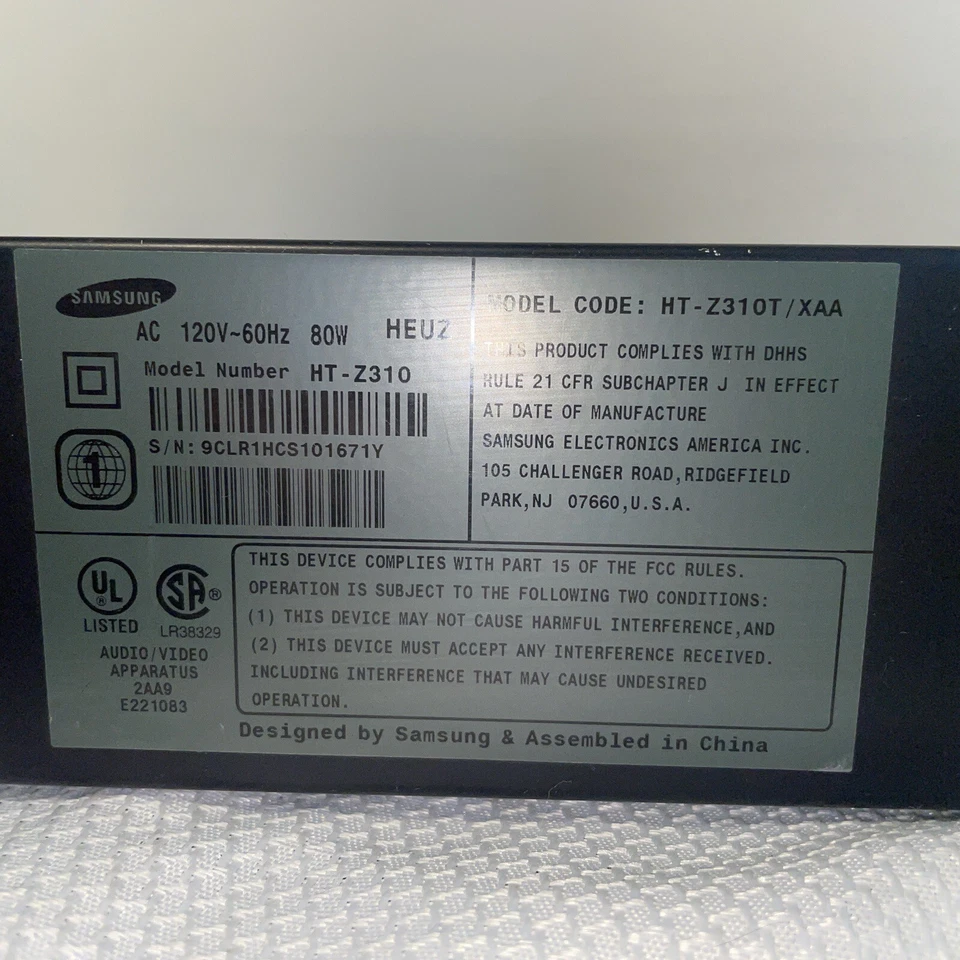 SAMSUNG
AC 120V~60Hz 80W HEUZ
Model Number HT-Z310
S/N: 9CLR1HCS101671Y
1
MODEL CODE: HT-Z310T/XAA
THIS PRODUCT COMPLIES WITH DHHS
RULE 21 CFR SUBCHAPTER J IN EFFECT
AT DATE OF MANUFACTURE
SAMSUNG ELECTRONICS AMERICA INC.
105 CHALLENGER ROAD,RIDGEFIELD
PARK,NJ 07660,U.S.A.
UL ®
LISTED
SA ®
LR38329
AUDIO/VIDEO
APPARATUS
2AA9
E221083
THIS DEVICE COMPLIES WITH PART 15 OF THE FCC RULES.
OPERATION IS SUBJECT TO THE FOLLOWING TWO CONDITIONS:
(1) THIS DEVICE MAY NOT CAUSE HARMFUL INTERFERENCE,AND
(2) THIS DEVICE MUST ACCEPT ANY INTERFERENCE RECEIVED.
INCLUDING INTERFERENCE THAT MAY CAUSE UNDESIRED
OPERATION.
Designed by Samsung & Assembled in China